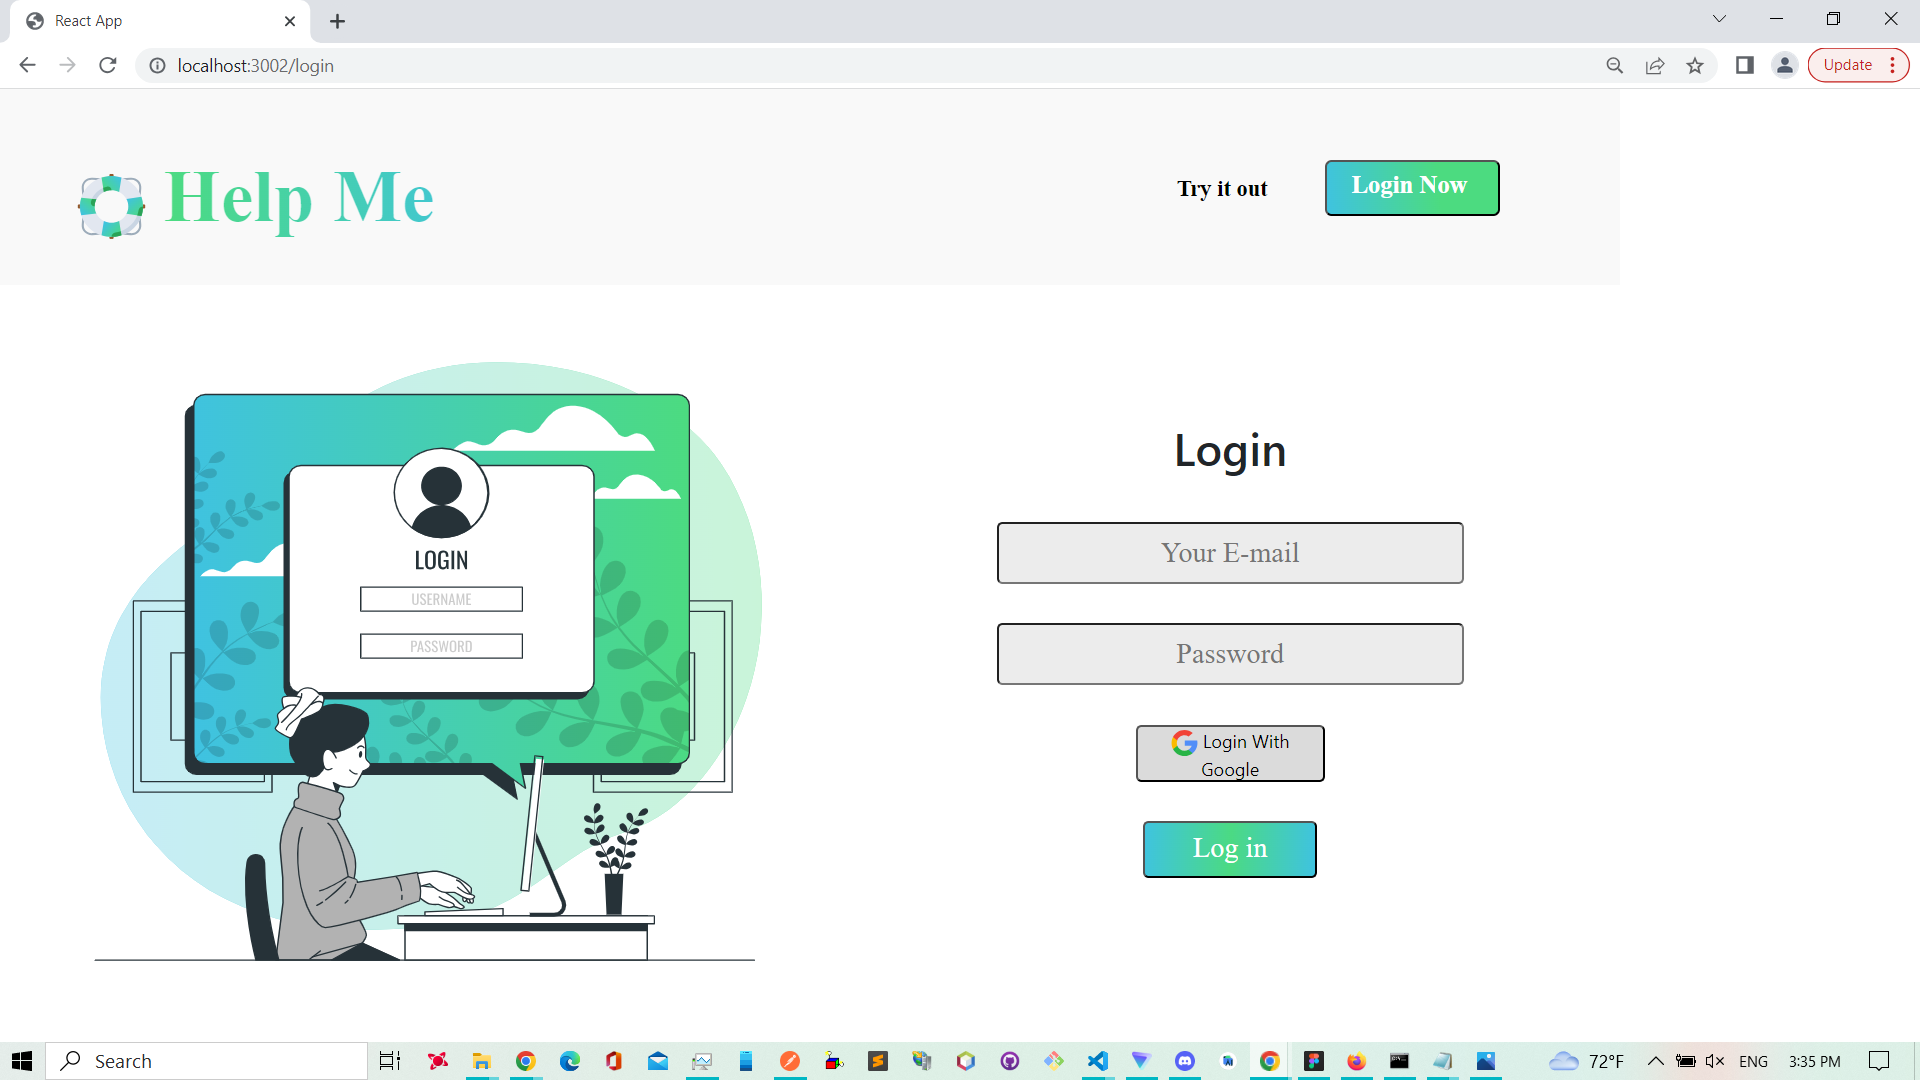 React App
localhost:3002/login
Update
Help Me
Try it out
Login Now
LOGIN
USERNAME
PASSWORD
Login
Your E-mail
Password
Login With
Google
Log in
Search
72°F
ENG
3:35 PM